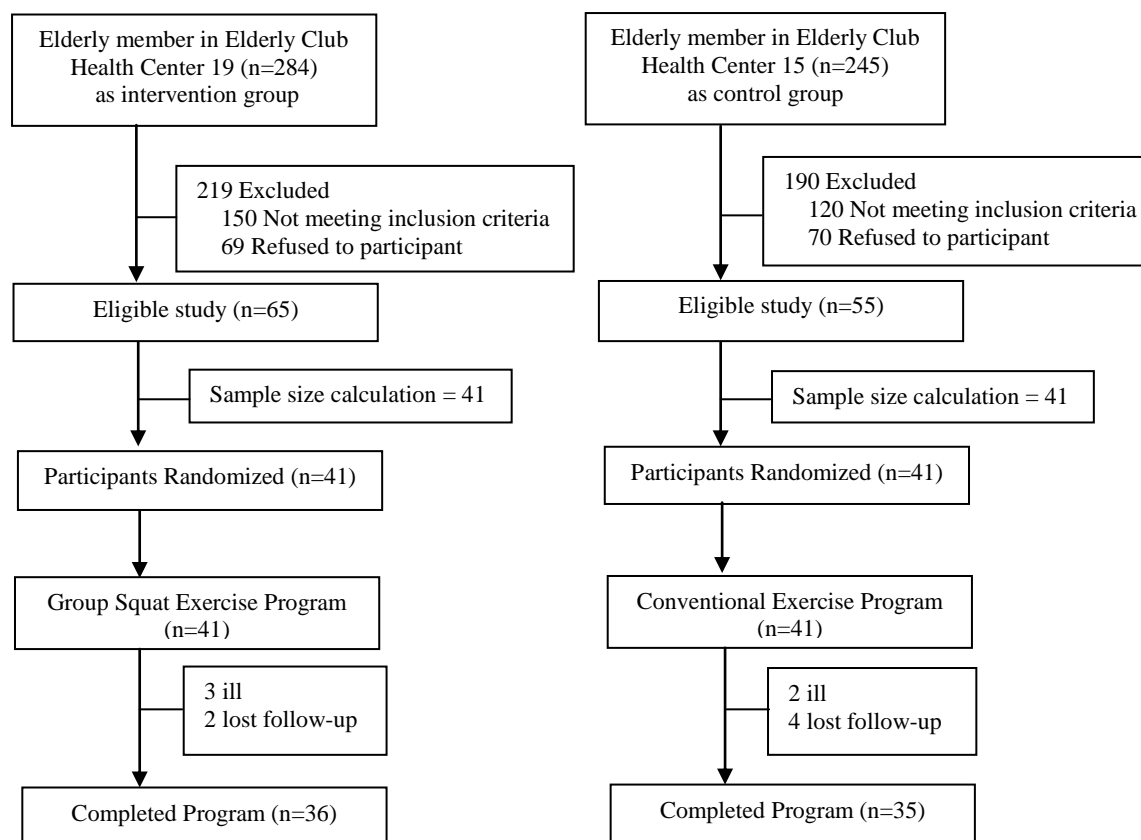 Elderly member in Elderly Club
Health Center 19 (n=284)
as intervention group
219 Excluded
150 Not meeting inclusion criteria
69 Refused to participant
Eligible study (n=65)
Sample size calculation = 41
Participants Randomized (n=41)
Group Squat Exercise Program
(n=41)
3 ill
2 lost follow-up
Completed Program (n=36)
Elderly member in Elderly Club
Health Center 15 (n=245)
as control group
190 Excluded
120 Not meeting inclusion criteria
70 Refused to participant
Eligible study (n=55)
Sample size calculation = 41
Participants Randomized (n=41)
Conventional Exercise Program
(n=41)
2 ill
4 lost follow-up
Completed Program (n=35)